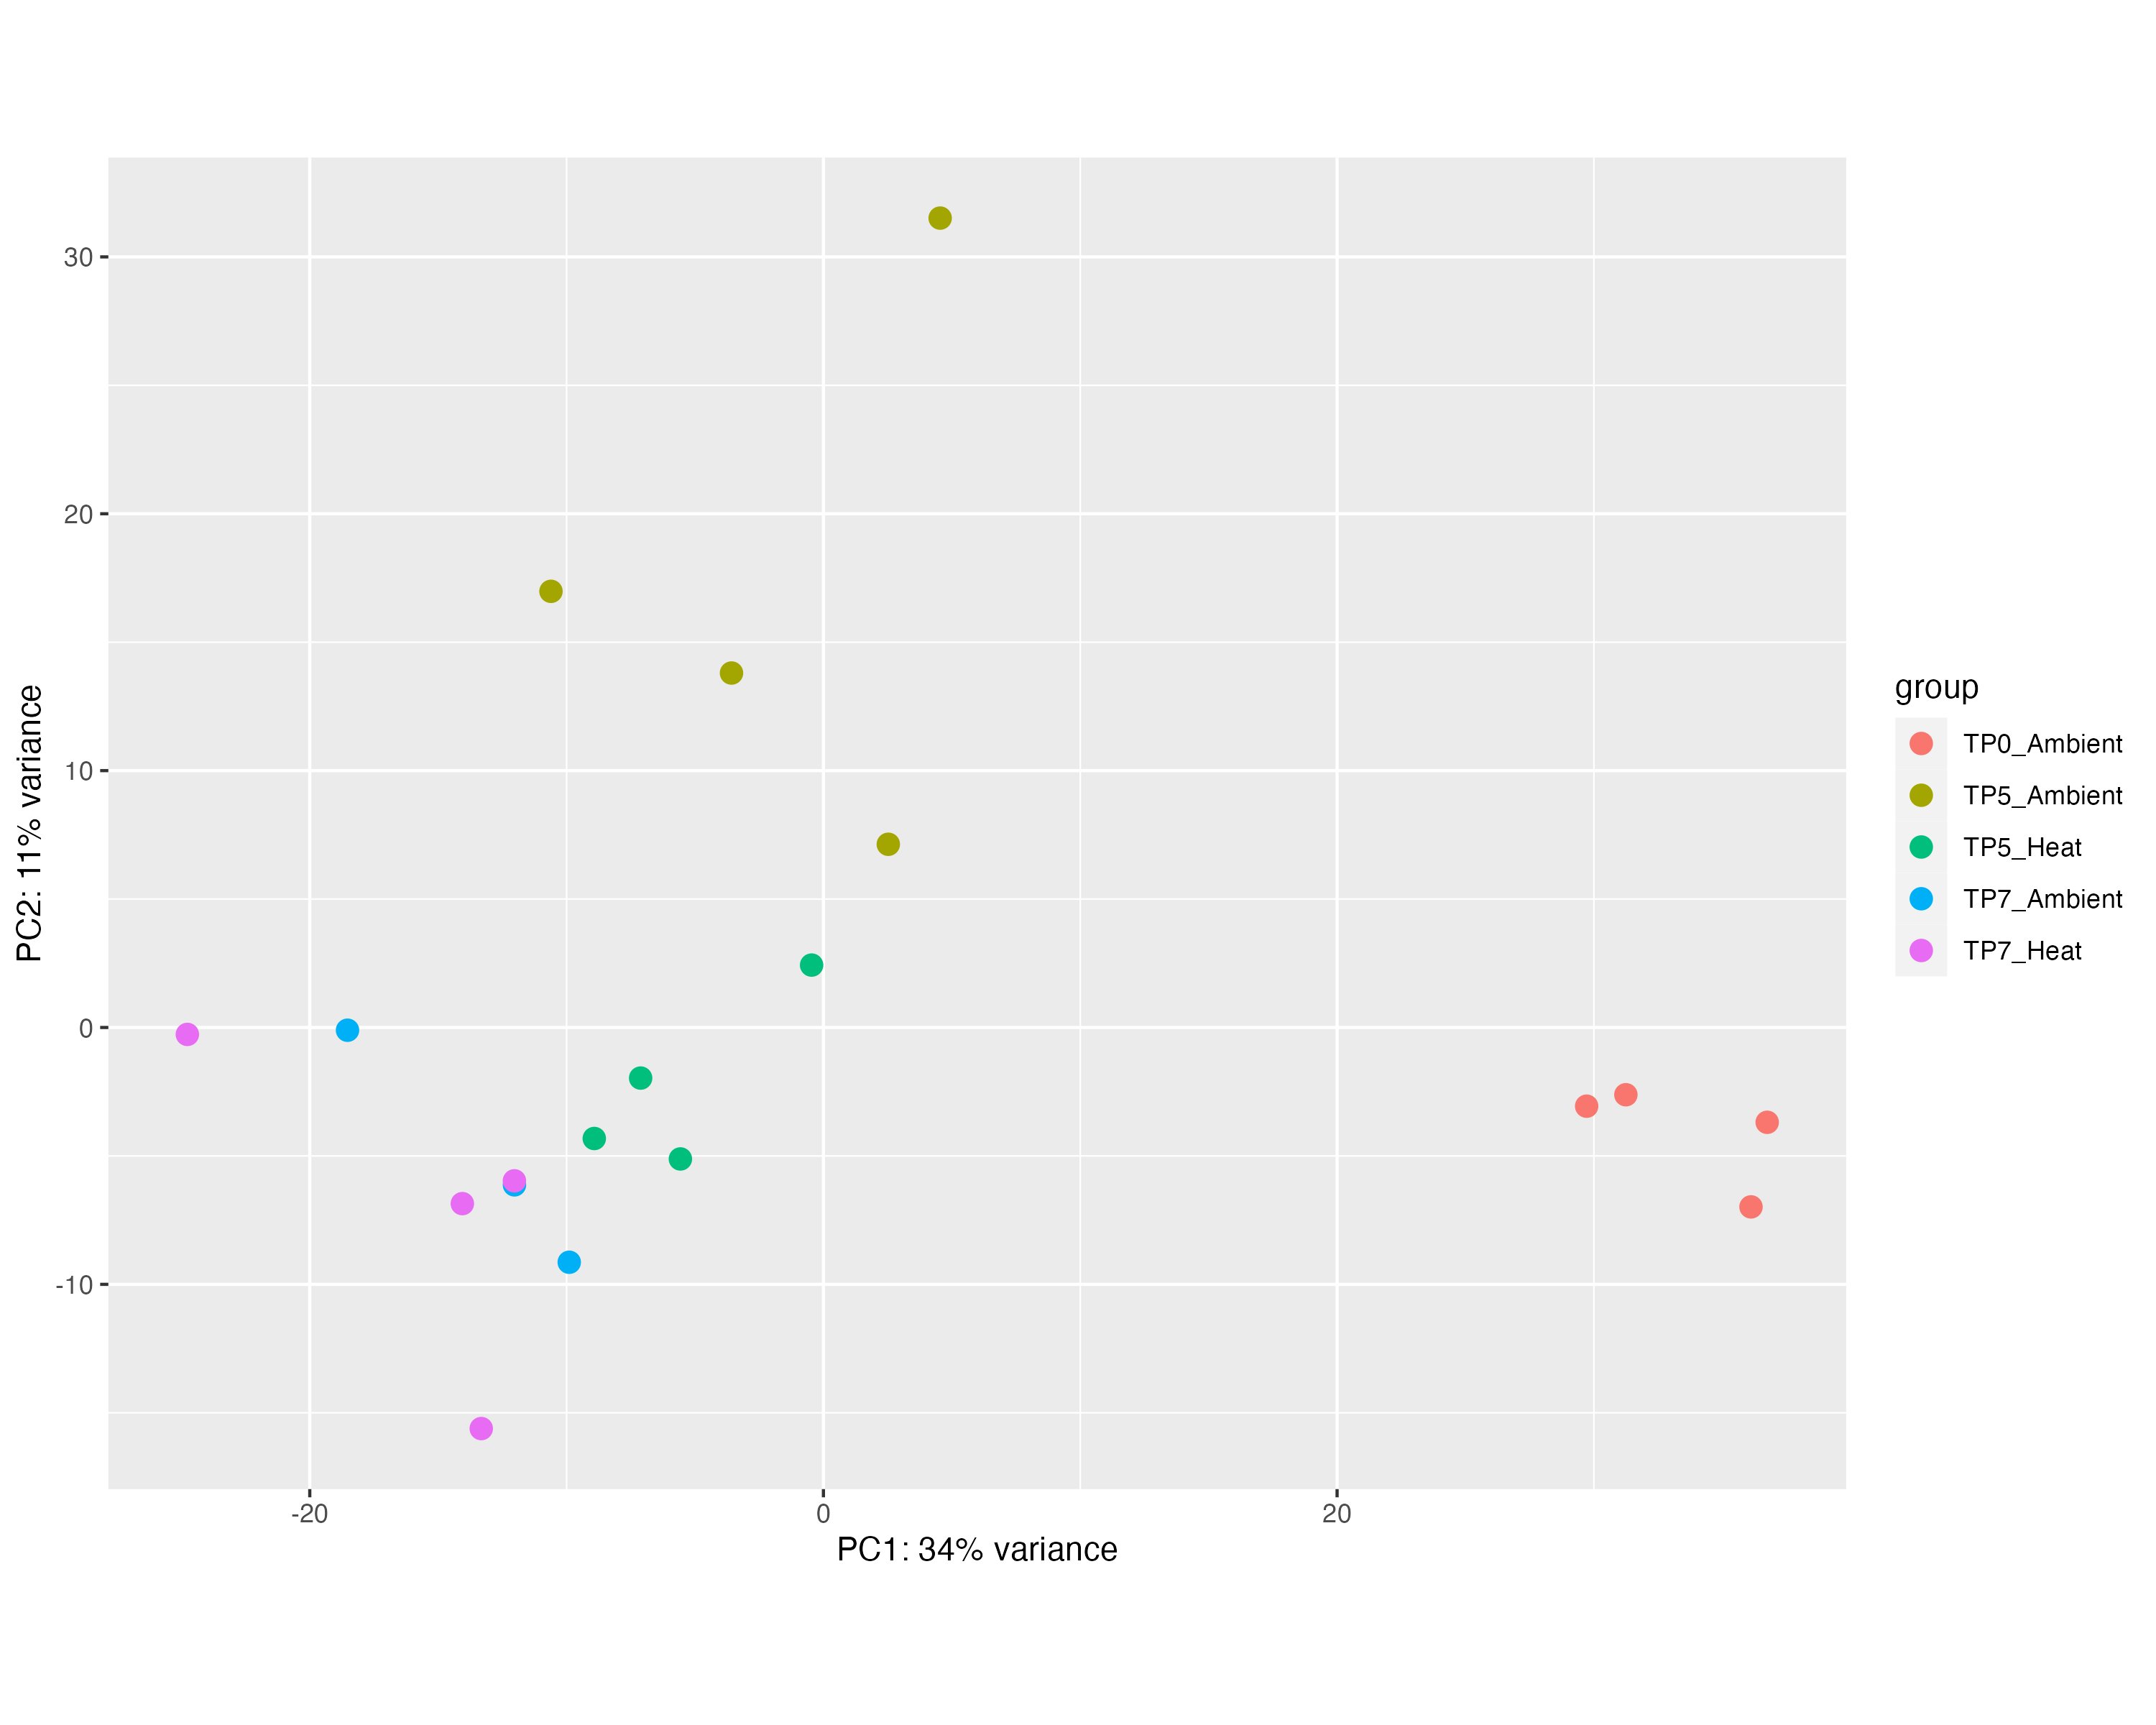 30
20
10
0
-10
PC2: 11% variance
-20
0
20
PC1: 34% variance
group
TP0_Ambient
TP5_Ambient
TP5_Heat
TP7_Ambient
TP7_Heat